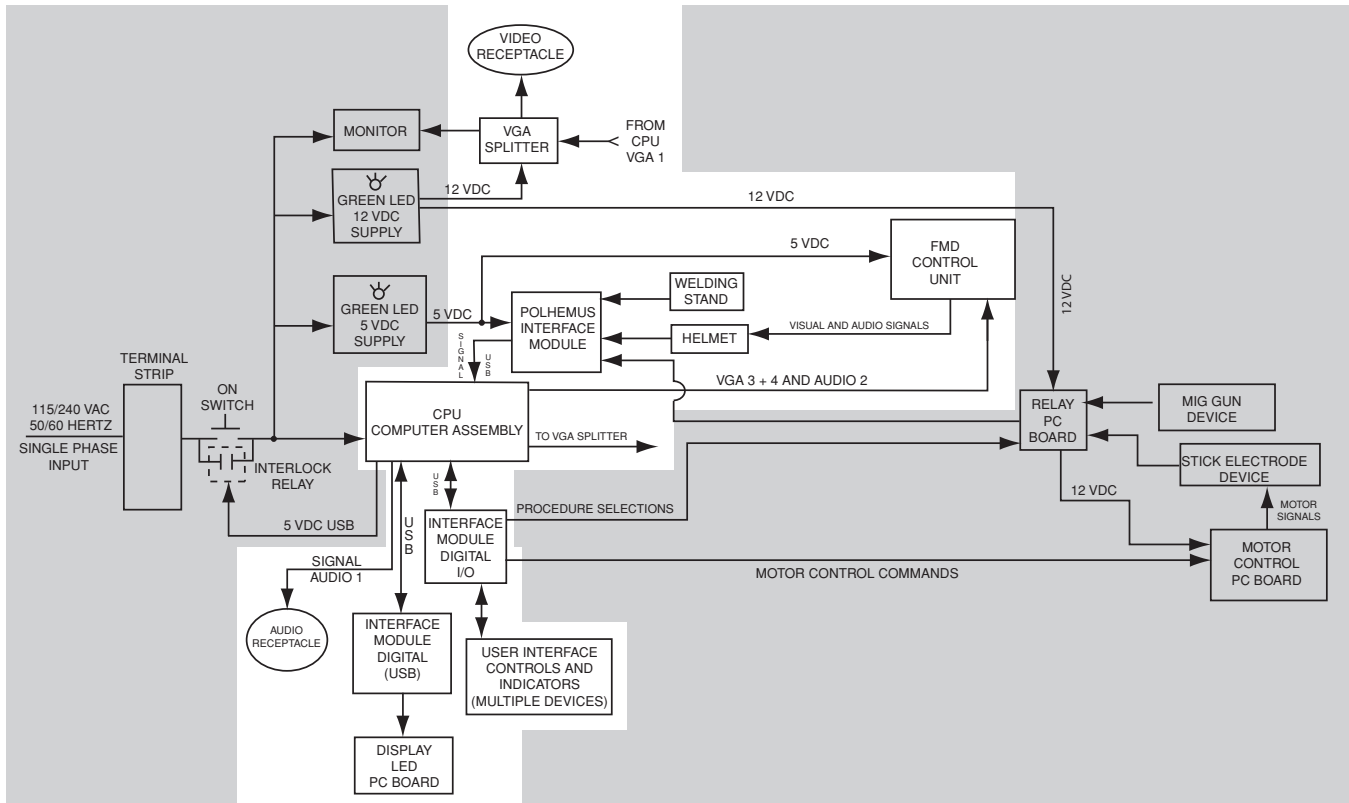 VIDEO
RECEPTACLE
MONITOR
VGA
SPLITTER
FROM
CPU
VGA 1
GREEN LED
12 VDC
SUPPLY
12 VDC
12 VDC
5 VDC
FMD
CONTROL
UNIT
12 VDC
GREEN LED
5 VDC
SUPPLY
5 VDC
POLHEMUS
INTERFACE
MODULE
WELDING
STAND
HELMET
VISUAL AND AUDIO SIGNALS
SIGNAL
USB
TERMINAL
STRIP
115/240 VAC
50/60 HERTZ
SINGLE PHASE
INPUT
ON
SWITCH
INTERLOCK
RELAY
CPU
COMPUTER ASSEMBLY
VGA 3 + 4 AND AUDIO 2
TO VGA SPLITTER
RELAY
PC
BOARD
MIG GUN
DEVICE
STICK ELECTRODE
DEVICE
12 VDC
MOTOR
SIGNALS
5 VDC USB
USB
USB
INTERFACE
MODULE
DIGITAL
I/O
PROCEDURE SELECTIONS
MOTOR CONTROL COMMANDS
MOTOR
CONTROL
PC BOARD
SIGNAL
AUDIO 1
AUDIO
RECEPTACLE
INTERFACE
MODULE
DIGITAL
(USB)
USER INTERFACE
CONTROLS AND
INDICATORS
(MULTIPLE DEVICES)
DISPLAY
LED
PC BOARD